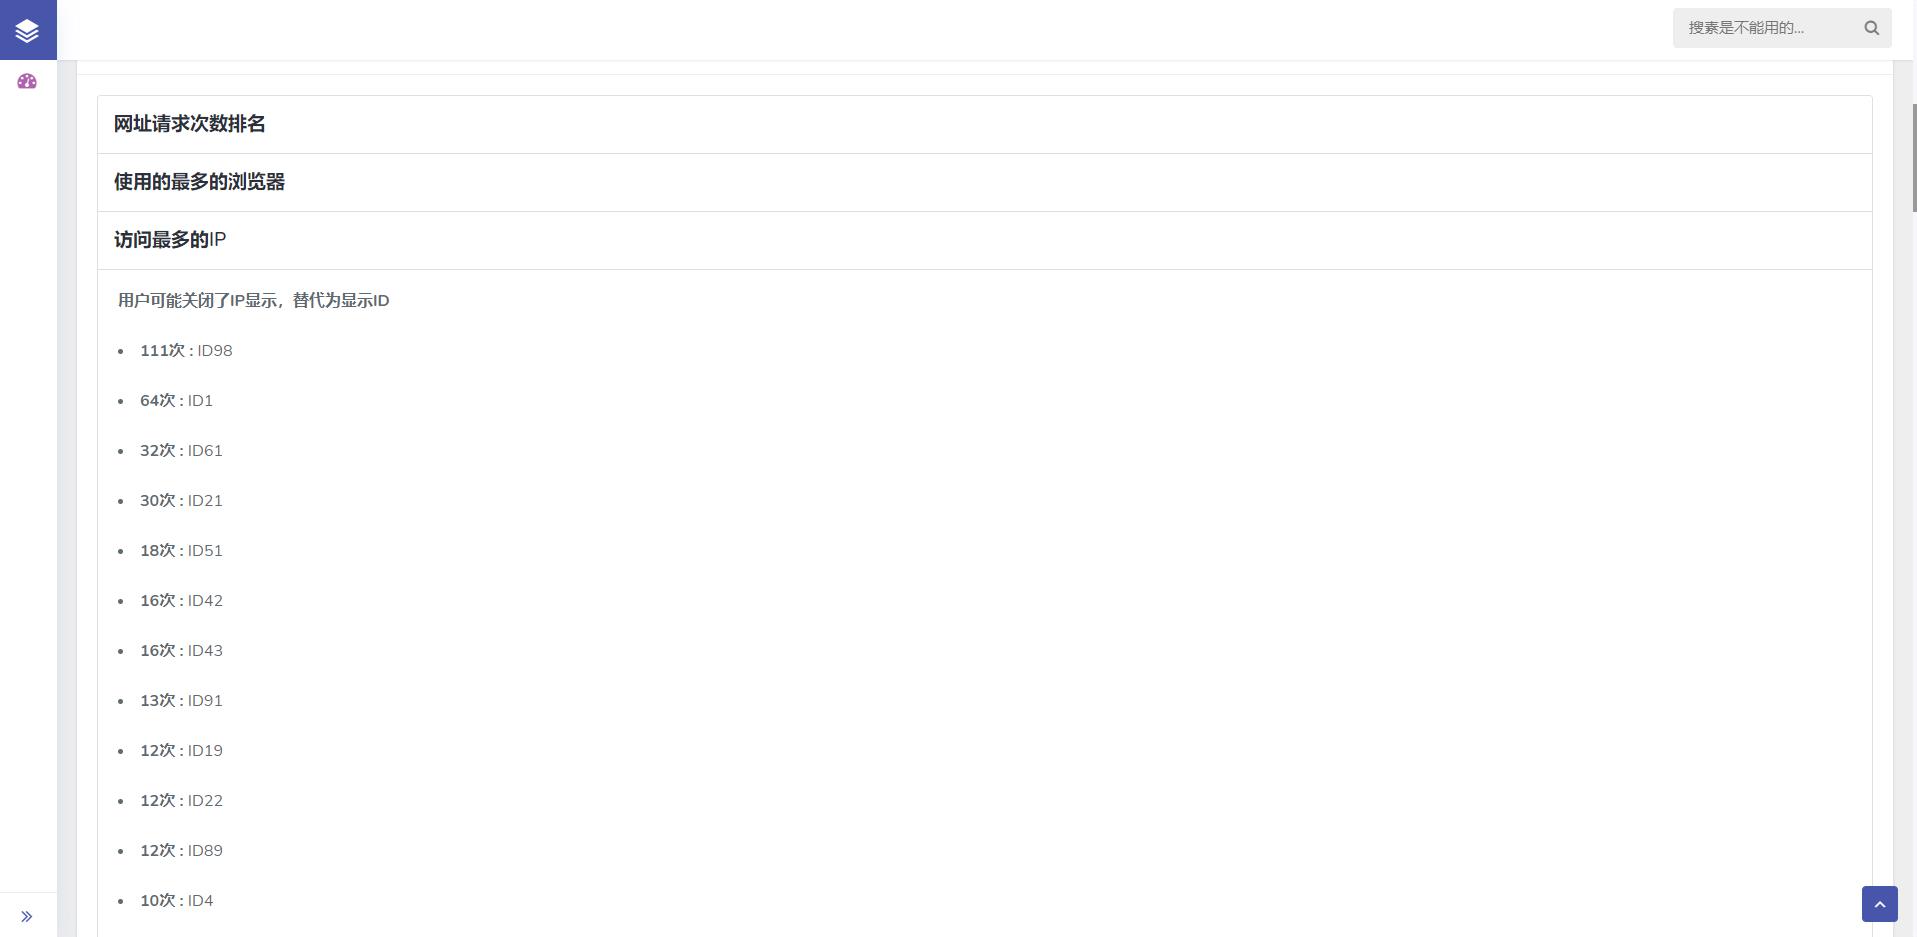 搜素是不能用的...
网址请求次数排名
使用的最多的浏览器
访问最多的IP
用户可能关闭了IP显示，替代为显示ID
111次 : ID98
64次 : ID1
32次 : ID61
30次 : ID21
18次 : ID51
16次 : ID42
16次 : ID43
13次 : ID91
12次 : ID19
12次 : ID22
12次 : ID89
10次 : ID4